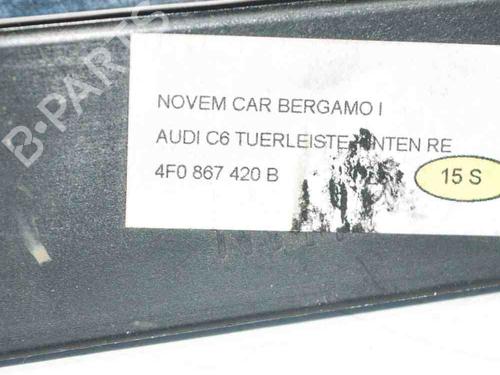 B-PARTS
NOVEM CAR BERGAMO I
AUDI C6 TUERLEISTE RE
4F0 867 420 B
15 S